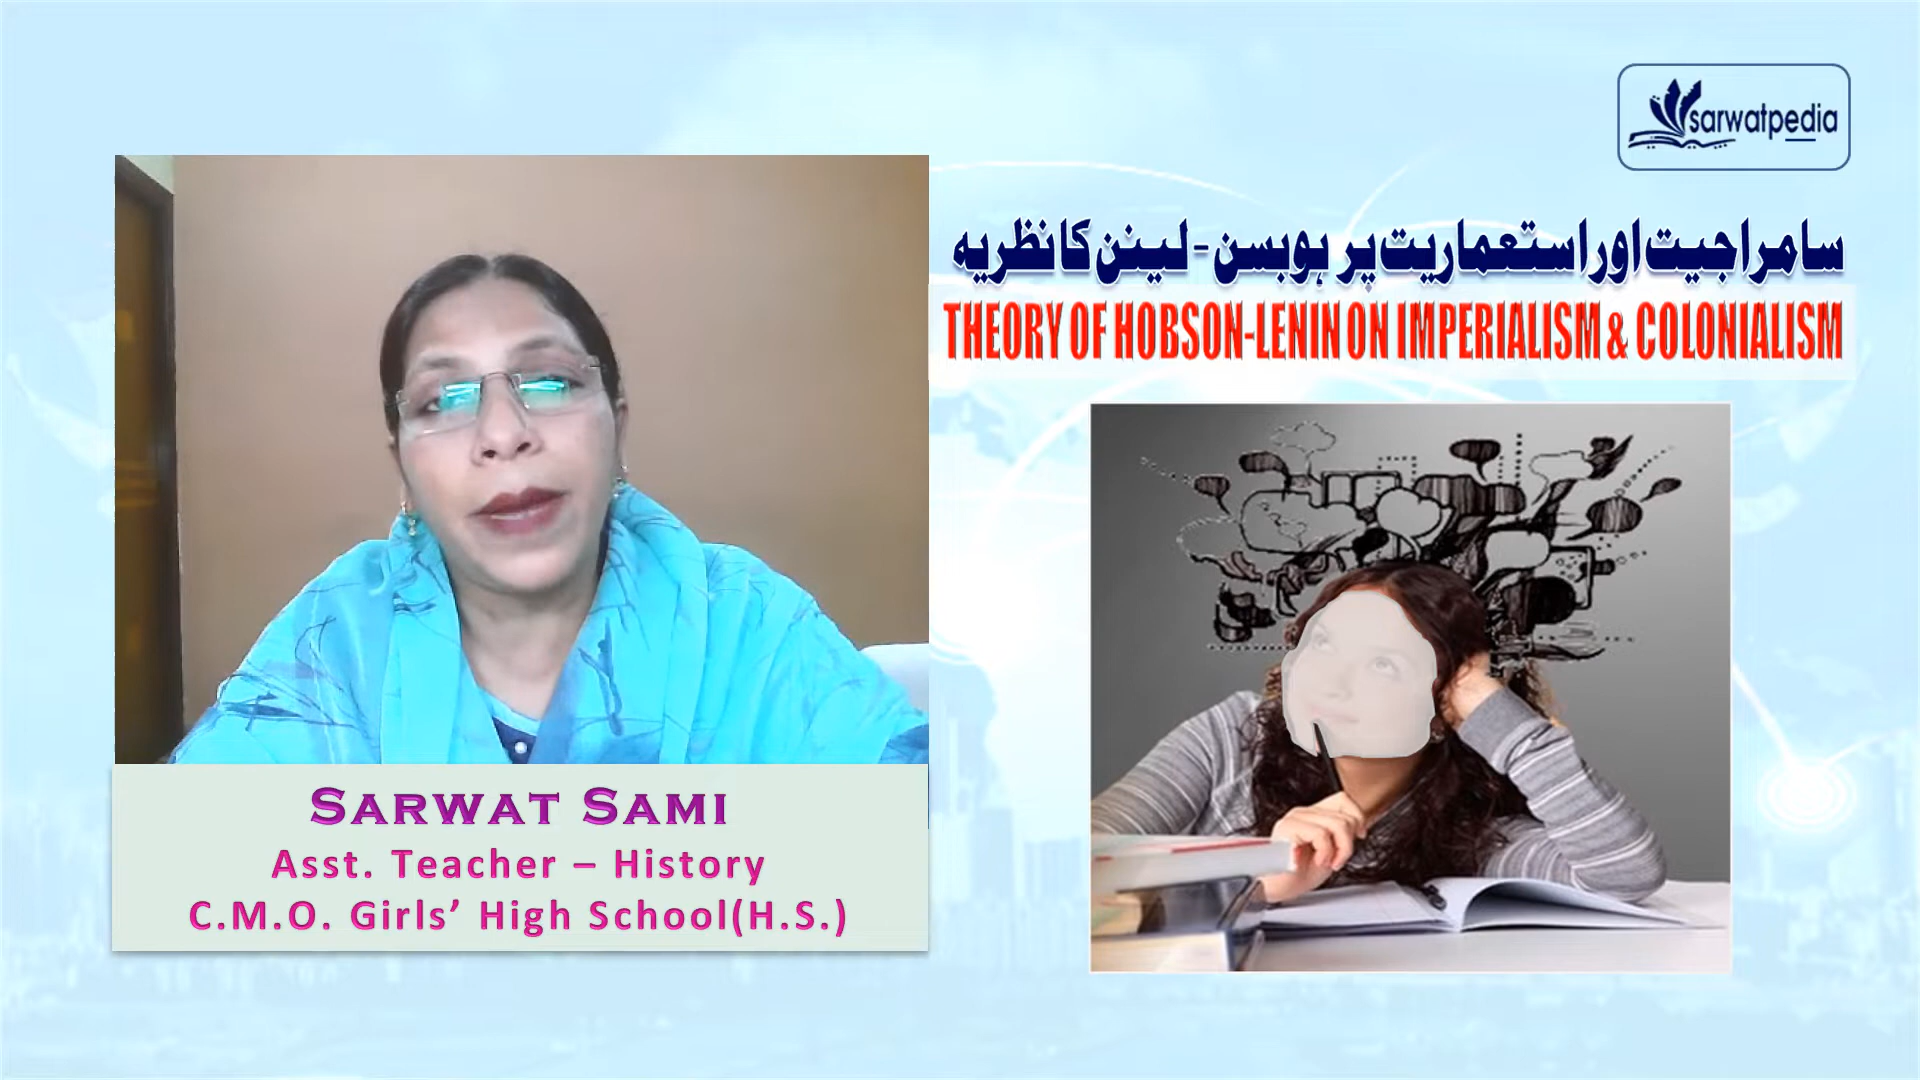 sarwatpedia
سامراجیت اور استعماریت پر ہوبسن - لینن کا نظریہ
THEORY OF HOBSON-LENIN ON IMPERIALISM & COLONIALISM
SARWAT SAMI
Asst. Teacher – History
C.M.O. Girls’ High School(H.S.)